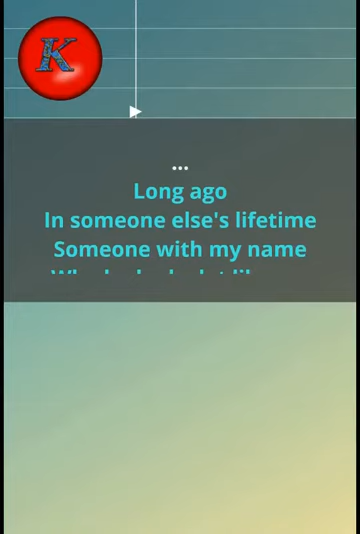 K
...
Long ago
In someone else's lifetime
Someone with my name